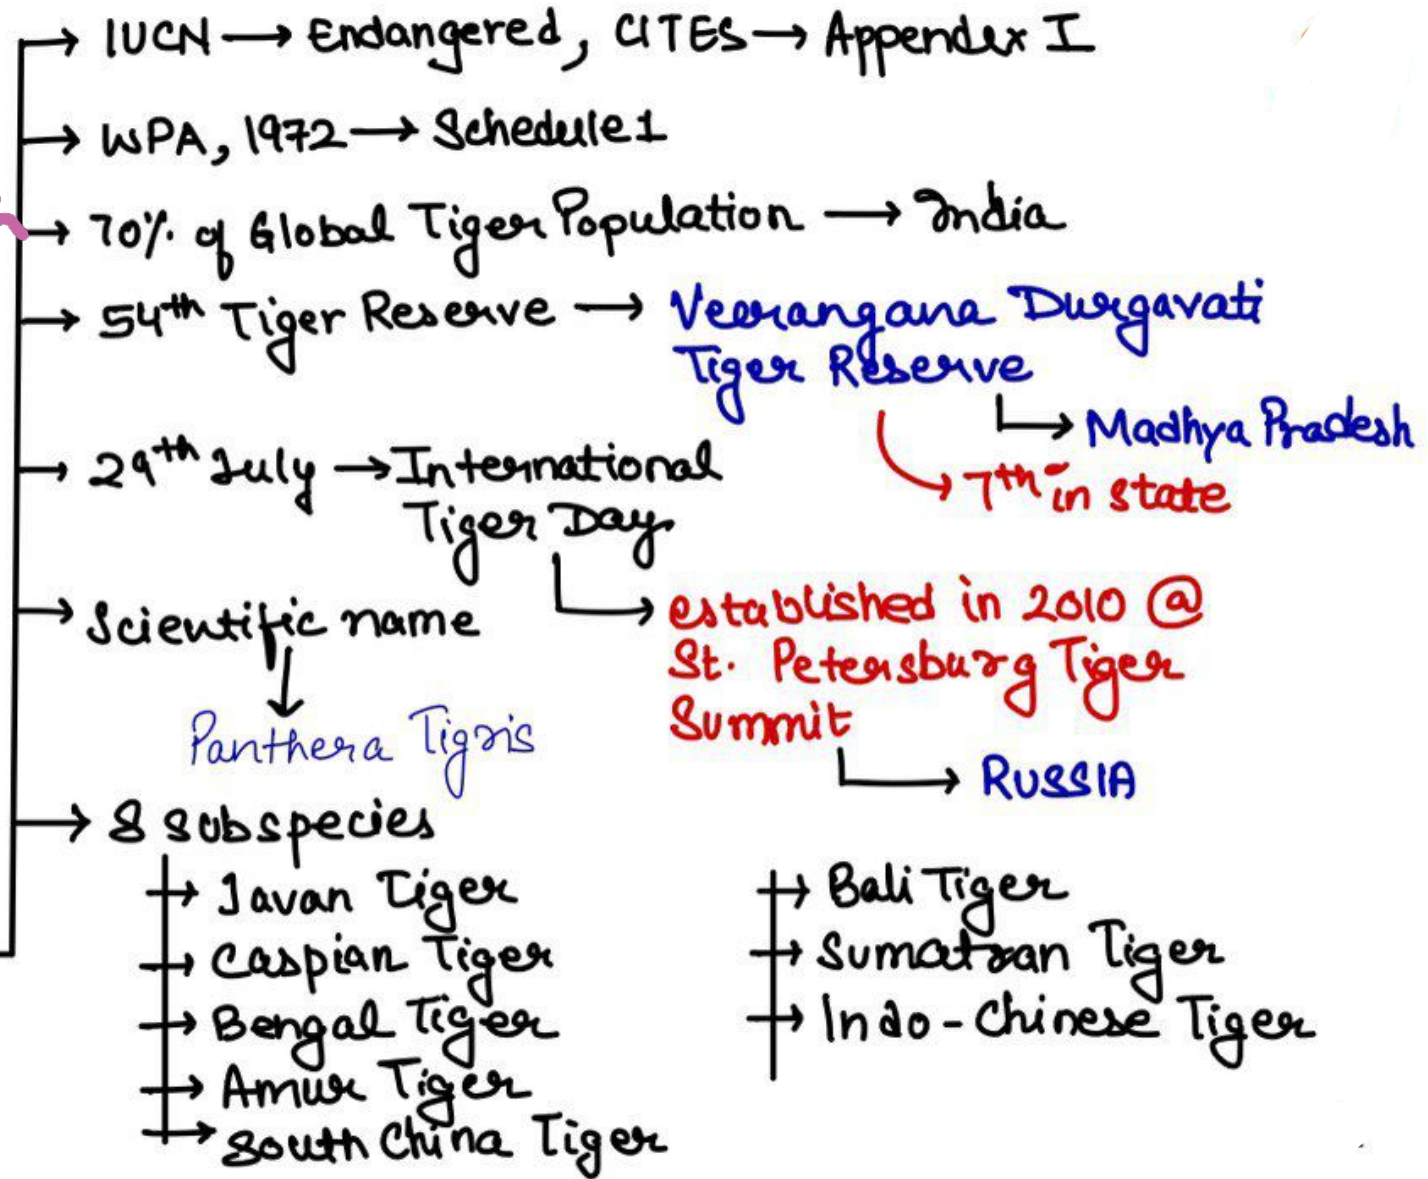 → IUCN → Endangered, CITES → Appendix I
→ WPA, 1972 → Schedule 1
→ 70% of Global Tiger Population → India
→ 54th Tiger Reserve → Veerangana Durgavati
Tiger Reserve
→ Madhya Pradesh
→ 7th in state
→ 29th July → International
Tiger Day
→ established in 2010 @
St. Petersburg Tiger
Summit
→ RUSSIA
→ Scientific name
↓
Panthera Tigris
→ 8 subspecies
→ Javan Tiger
→ Caspian Tiger
→ Bengal Tiger
→ Amur Tiger
→ South China Tiger
→ Bali Tiger
→ Sumatran Tiger
→ Indo-Chinese Tiger